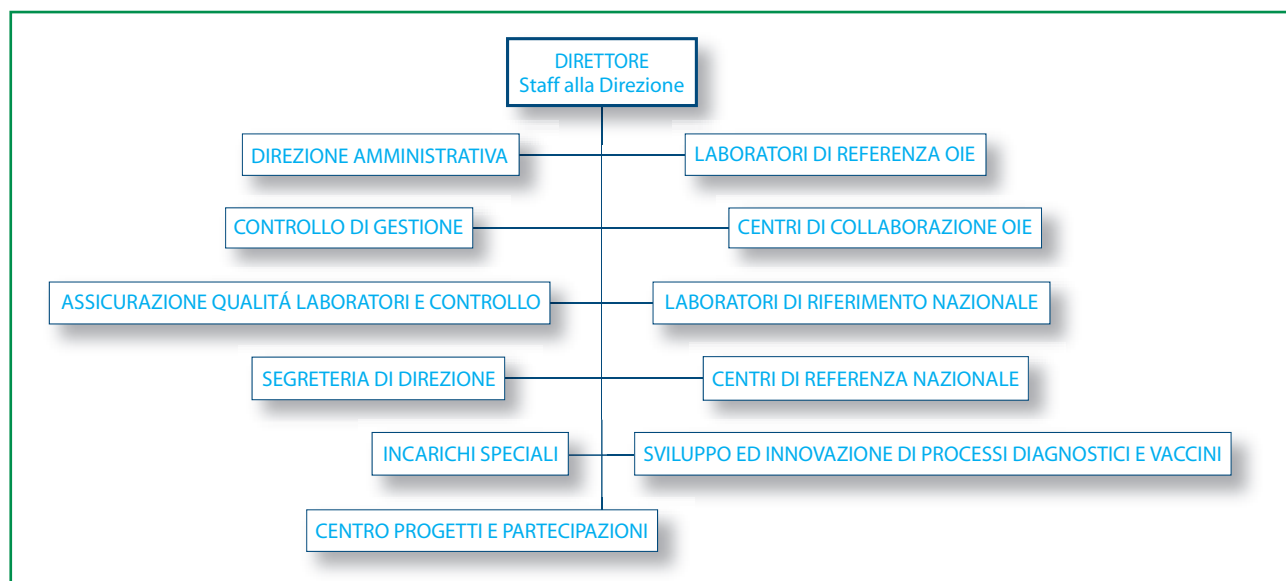 DIRETTORE
Staff alla Direzione
DIREZIONE AMMINISTRATIVA
LABORATORI DI REFERENZA OIE
CONTROLLO DI GESTIONE
CENTRI DI COLLABORAZIONE OIE
ASSICURAZIONE QUALITÁ LABORATORI E CONTROLLO
LABORATORI DI RIFERIMENTO NAZIONALE
SEGRETERIA DI DIREZIONE
CENTRI DI REFERENZA NAZIONALE
INCARICHI SPECIALI
SVILUPPO ED INNOVAZIONE DI PROCESSI DIAGNOSTICI E VACCINI
CENTRO PROGETTI E PARTECIPAZIONI